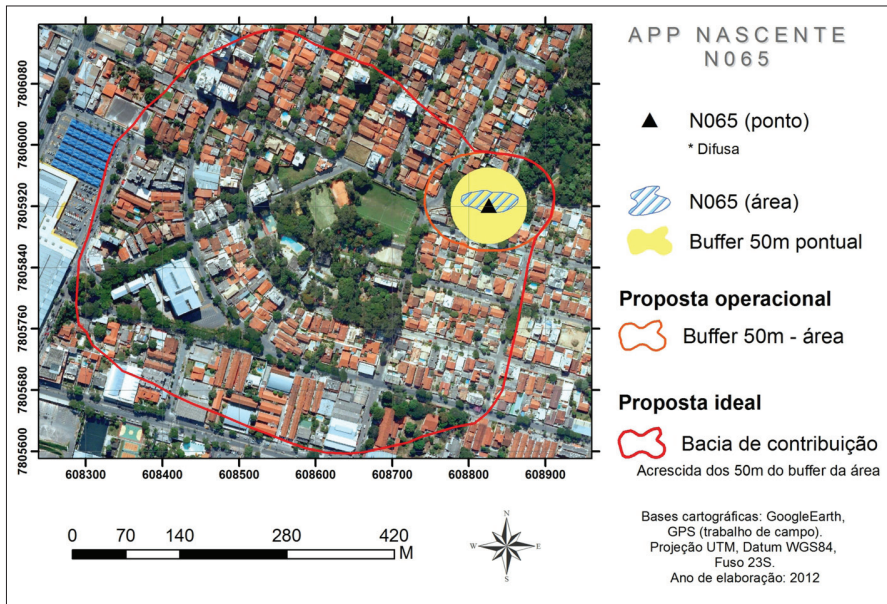 APP NASCENTE
N065
N065 (ponto)
* Difusa
N065 (área)
Buffer 50m pontual
Proposta operacional
Buffer 50m - área
Proposta ideal
Bacia de contribuição
Acrescida dos 50m do buffer da área
Bases cartográficas: GoogleEarth,
GPS (trabalho de campo).
Projeção UTM, Datum WGS84,
Fuso 23S.
Ano de elaboração: 2012
7806080
7806000
7805920
7805840
7805760
7805680
7805600
608300 608400 608500 608600 608700 608800 608900
0 70 140 280 420
M
N
W E
S